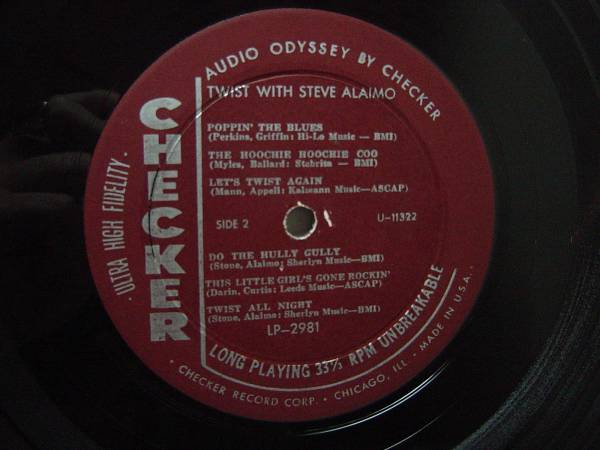 AUDIO ODYSSEY BY CHECKER
TWIST WITH STEVE ALAIMO
CHECKER
· ULTRA HIGH FIDELITY ·
POPPIN' THE BLUES
(Perkins, Griffin: Hi-Lo Music — BMI)
THE HOOCHIE HOOCHIE COO
(Myles, Ballard: Stebrita — BMI)
LET'S TWIST AGAIN
(Mann, Appell: Kalmann Music—ASCAP)
SIDE 2
U-11322
DO THE HULLY GULLY
(Stone, Alaimo: Sherlyn Music—BMI)
THIS LITTLE GIRL'S GONE ROCKIN'
(Darin, Curtis: Leeds Music—ASCAP)
TWIST ALL NIGHT
(Stone, Alaimo: Sherlyn Music—BMI)
LP-2981
LONG PLAYING 33⅓ RPM UNBREAKABLE
· CHECKER RECORD CORP. · CHICAGO, ILL. · MADE IN U.S.A. ·